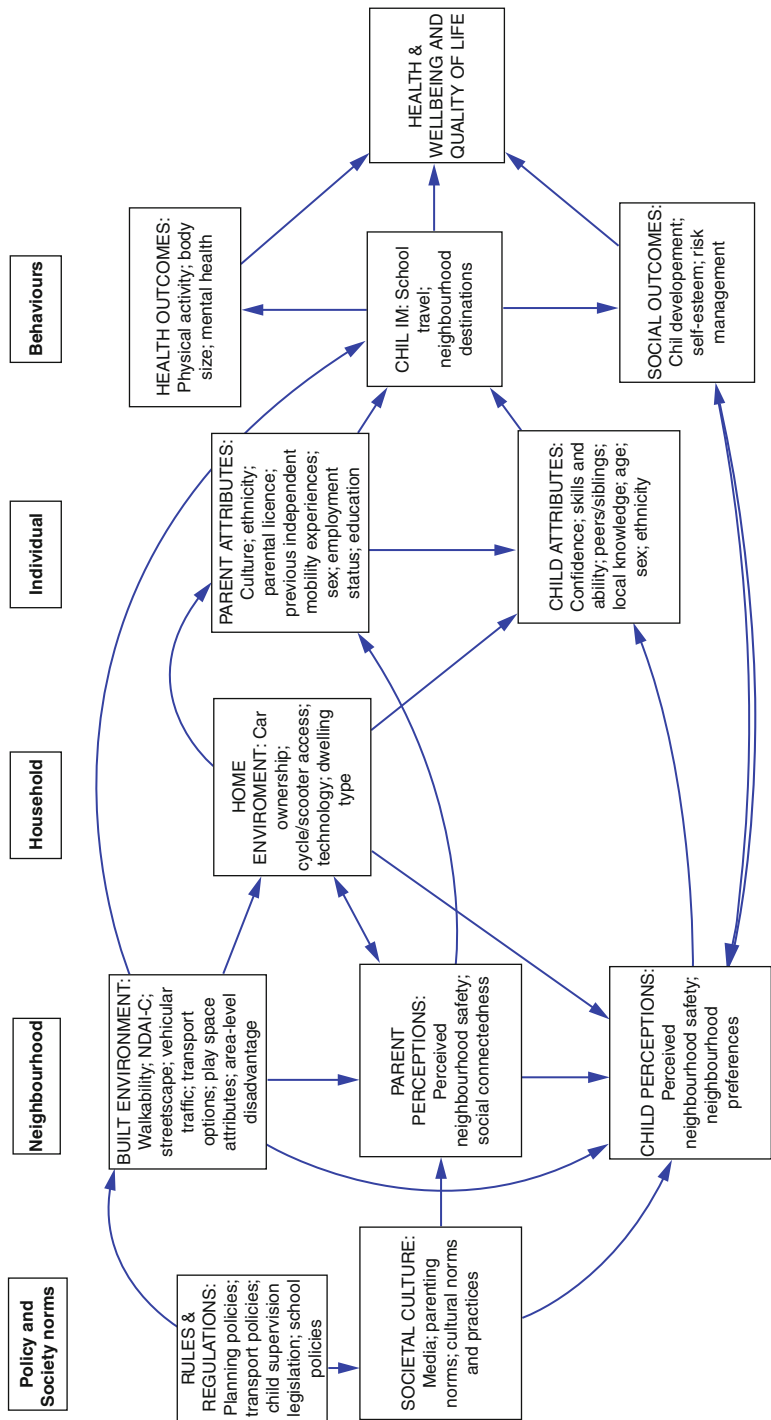 Policy and
Society norms
Neighbourhood
Household
Individual
Behaviours
RULES &
REGULATIONS:
Planning policies;
transport policies;
child supervision
legislation; school
policies
SOCIETAL CULTURE:
Media; parenting
norms; cultural norms
and practices
BUILT ENVIRONMENT:
Walkability; NDAI-C;
streetscape; vehicular
traffic; transport
options; play space
attributes; area-level
disadvantage
PARENT
PERCEPTIONS:
Perceived
neighbourhood safety;
social connectedness
CHILD PERCEPTIONS:
Perceived
neighbourhood safety;
neighbourhood
preferences
HOME
ENVIROMENT: Car
ownership;
cycle/scooter access;
technology; dwelling
type
PARENT ATTRIBUTES:
Culture; ethnicity;
parental licence;
previous independent
mobility experiences;
sex; employment
status; education
CHILD ATTRIBUTES:
Confidence; skills and
ability; peers/siblings;
local knowledge; age;
sex; ethnicity
HEALTH OUTCOMES:
Physical activity; body
size; mental health
CHIL IM: School
travel;
neighbourhood
destinations
SOCIAL OUTCOMES:
Chil developement;
self-esteem; risk
management
HEALTH &
WELLBEING AND
QUALITY OF LIFE